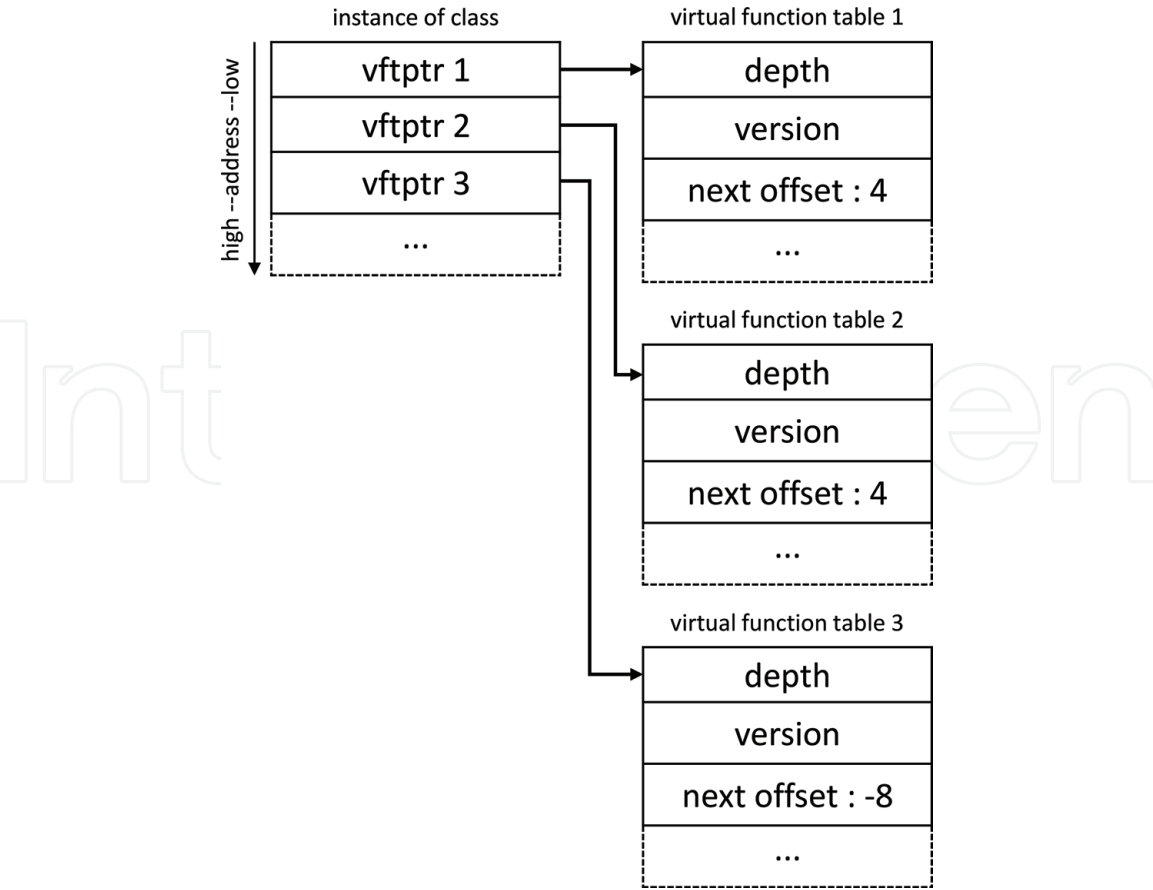 instance of class
high --address --low
vftptr 1
vftptr 2
vftptr 3
...
virtual function table 1
depth
version
next offset : 4
...
virtual function table 2
depth
version
next offset : 4
...
virtual function table 3
depth
version
next offset : -8
...
Int
en